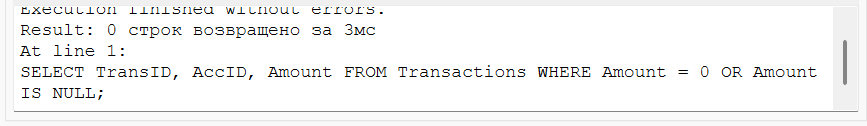 Execution finished without errors.
Result: 0 строк возвращено за 3мс
At line 1:
SELECT TransID, AccID, Amount FROM Transactions WHERE Amount = 0 OR Amount
IS NULL;